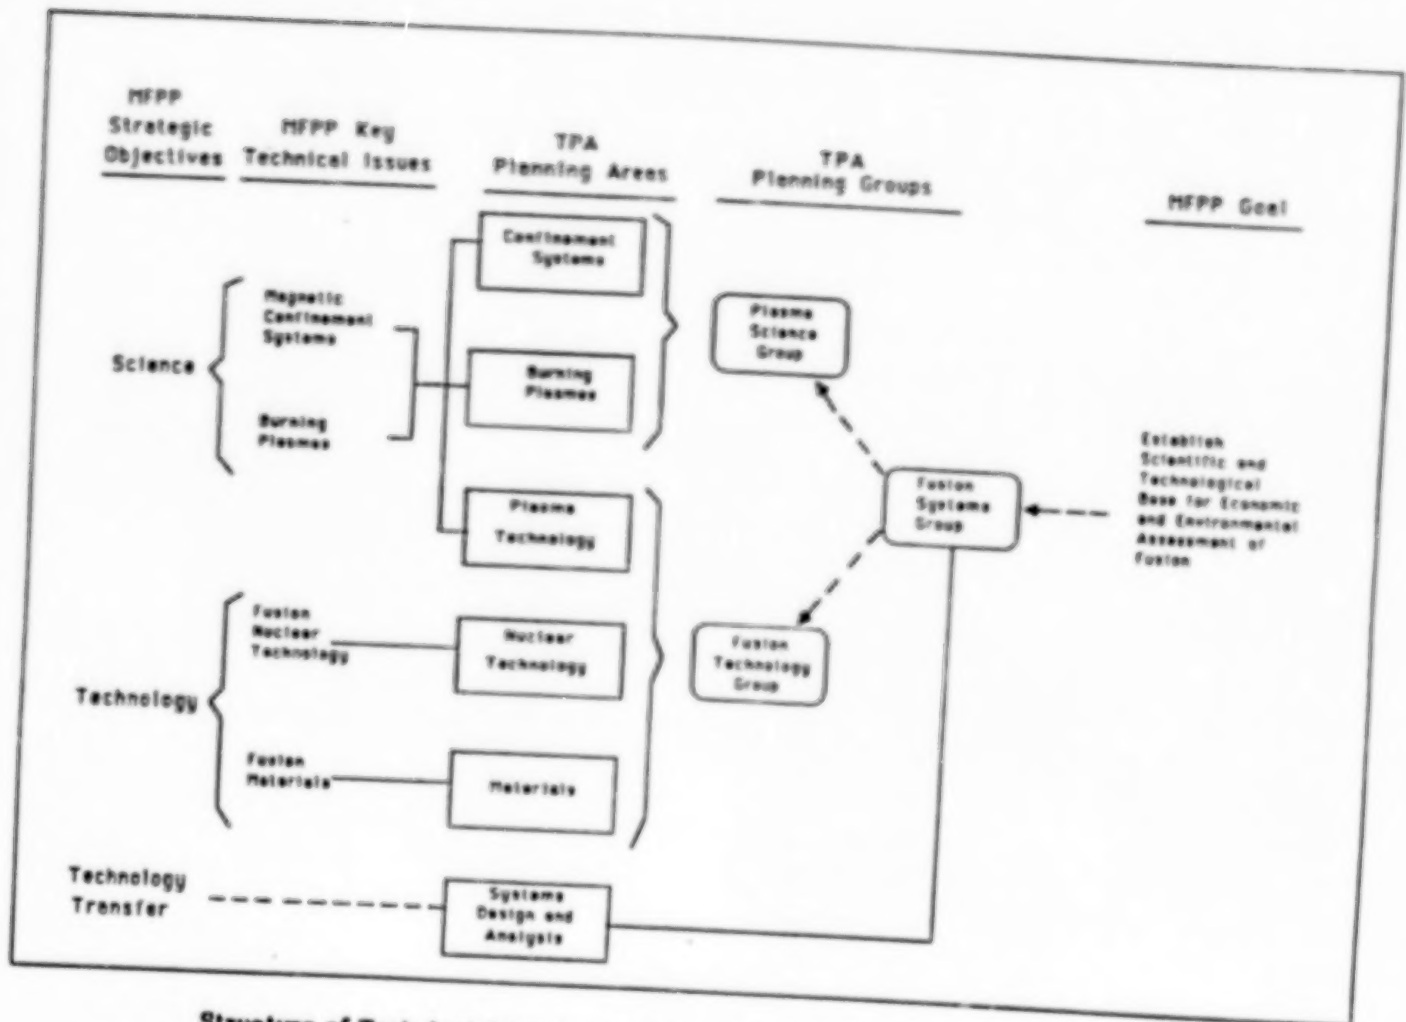 MFPP
Strategic
Objectives
MFPP Key
Technical Issues
TPA
Planning Areas
TPA
Planning Groups
MFPP Goal
Science
Magnetic
Confinement
Systems
Burning
Plasmas
Confinement
Systems
Burning
Plasmas
Plasma
Technology
Plasma
Science
Group
Fusion
Systems
Group
Establish
Scientific and
Technological
Base for Economic
and Environmental
Assessment of
Fusion
Technology
Fusion
Nuclear
Technology
Fusion
Materials
Nuclear
Technology
Materials
Fusion
Technology
Group
Technology
Transfer
Systems
Design and
Analysis
Structure of